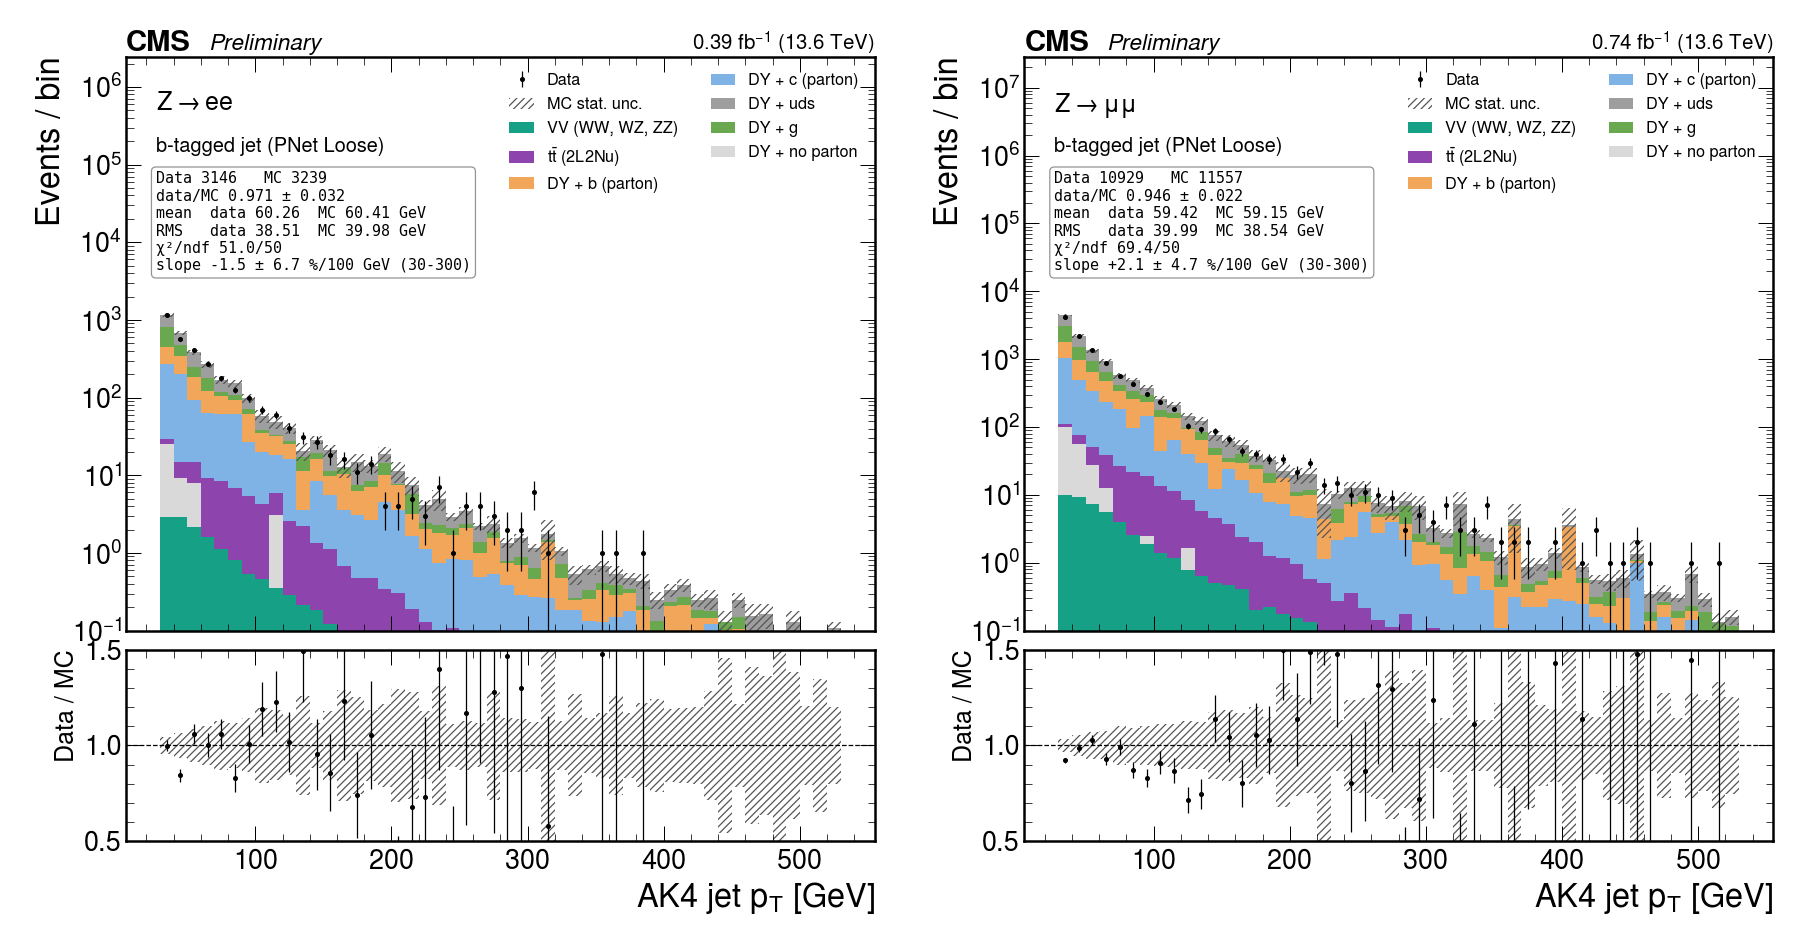 CMS Preliminary 0.39 fb⁻¹ (13.6 TeV)
Events / bin
10⁶
10⁵
10⁴
10³
10²
10¹
10⁰
10⁻¹
Z→ee
b-tagged jet (PNet Loose)
Data 3146 MC 3239
data/MC 0.971 ± 0.032
mean data 60.26 MC 60.41 GeV
RMS data 38.51 MC 39.98 GeV
χ²/ndf 51.0/50
slope -1.5 ± 6.7 %/100 GeV (30-300)
Data
MC stat. unc.
VV (WW, WZ, ZZ)
tt̄ (2L2Nu)
DY + b (parton)
DY + c (parton)
DY + uds
DY + g
DY + no parton
Data / MC
1.5
1.0
0.5
100 200 300 400 500
AK4 jet p_T [GeV]
CMS Preliminary 0.74 fb⁻¹ (13.6 TeV)
Events / bin
10⁷
10⁶
10⁵
10⁴
10³
10²
10¹
10⁰
10⁻¹
Z→μμ
b-tagged jet (PNet Loose)
Data 10929 MC 11557
data/MC 0.946 ± 0.022
mean data 59.42 MC 59.15 GeV
RMS data 39.99 MC 38.54 GeV
χ²/ndf 69.4/50
slope +2.1 ± 4.7 %/100 GeV (30-300)
Data
MC stat. unc.
VV (WW, WZ, ZZ)
tt̄ (2L2Nu)
DY + b (parton)
DY + c (parton)
DY + uds
DY + g
DY + no parton
Data / MC
1.5
1.0
0.5
100 200 300 400 500
AK4 jet p_T [GeV]